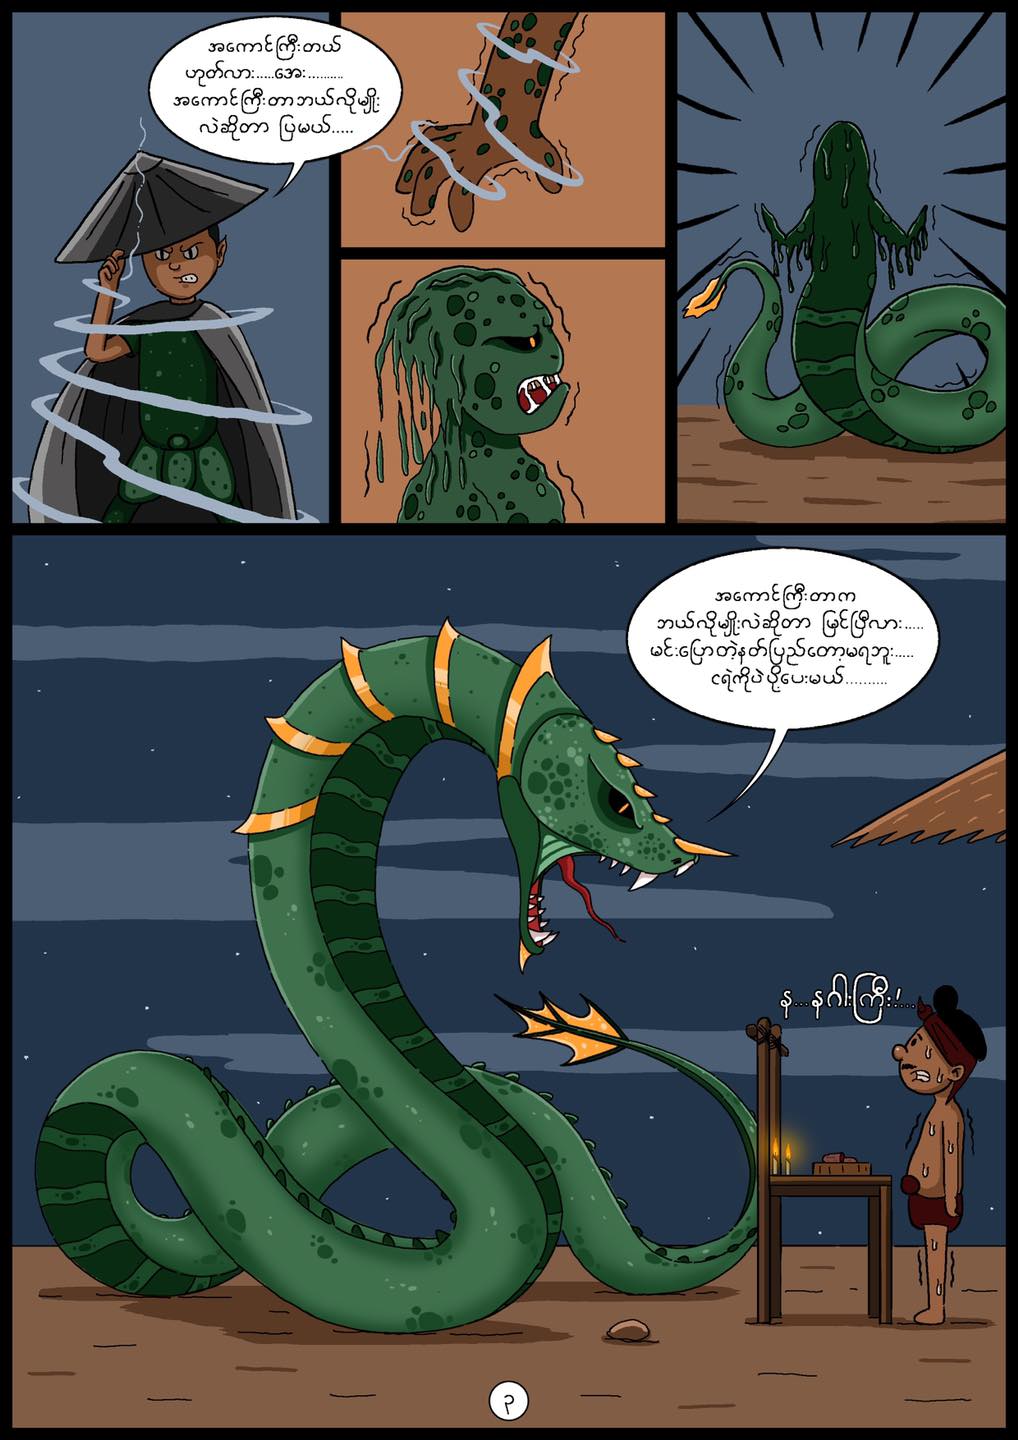 အကောင်ကြီးတယ်
ဟုတ်လား.....အေး.........
အကောင်ကြီးတာဘယ်လိုမျိုး
လဲဆိုတာ ပြမယ်.....
အကောင်ကြီးတာက
ဘယ်လိုမျိုးလဲဆိုတာ မြင်ပြီလား.....
မင်းပြောတဲ့နတ်ပြည်တော့မရဘူး.....
ငရဲကိုပဲပို့ပေးမယ်..........
န...နဂါးကြီး!...
၃